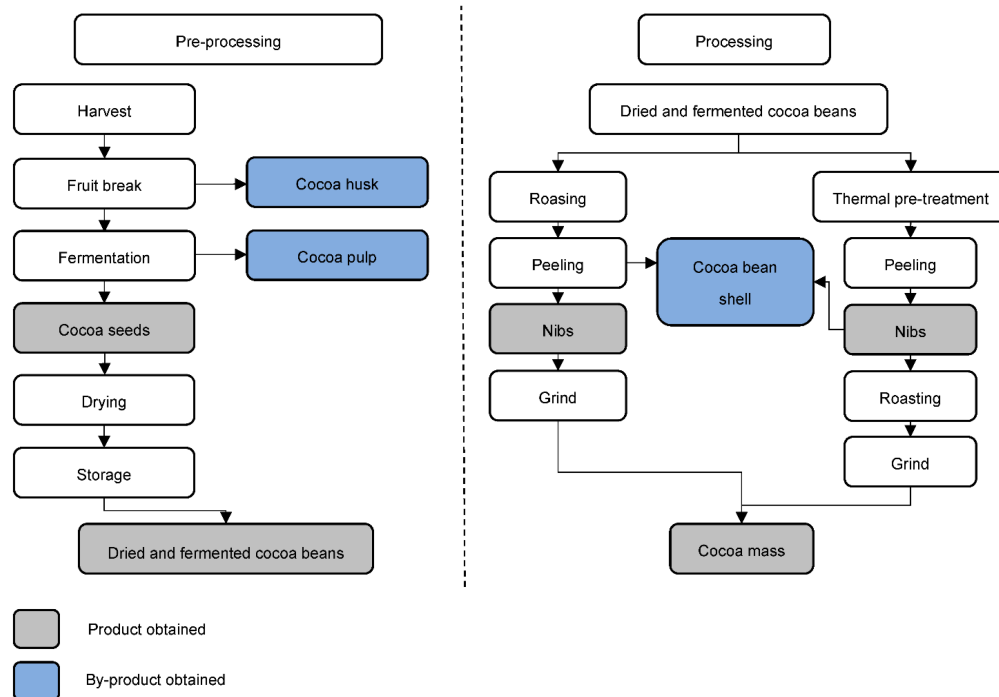 Pre-processing
Harvest
Fruit break
Cocoa husk
Fermentation
Cocoa pulp
Cocoa seeds
Drying
Storage
Dried and fermented cocoa beans
Processing
Dried and fermented cocoa beans
Roasing
Thermal pre-treatment
Peeling
Cocoa bean
shell
Peeling
Nibs
Nibs
Grind
Roasting
Grind
Cocoa mass
Product obtained
By-product obtained